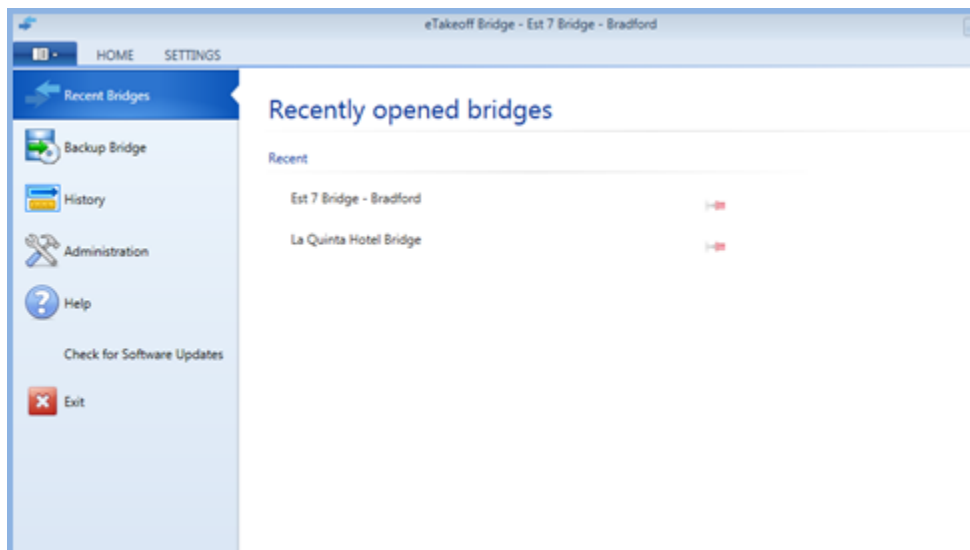 eTakeoff Bridge - Est 7 Bridge - Bradford
HOME SETTINGS
Recent Bridges
Backup Bridge
History
Administration
Help
Check for Software Updates
Exit
Recently opened bridges
Recent
Est 7 Bridge - Bradford
La Quinta Hotel Bridge